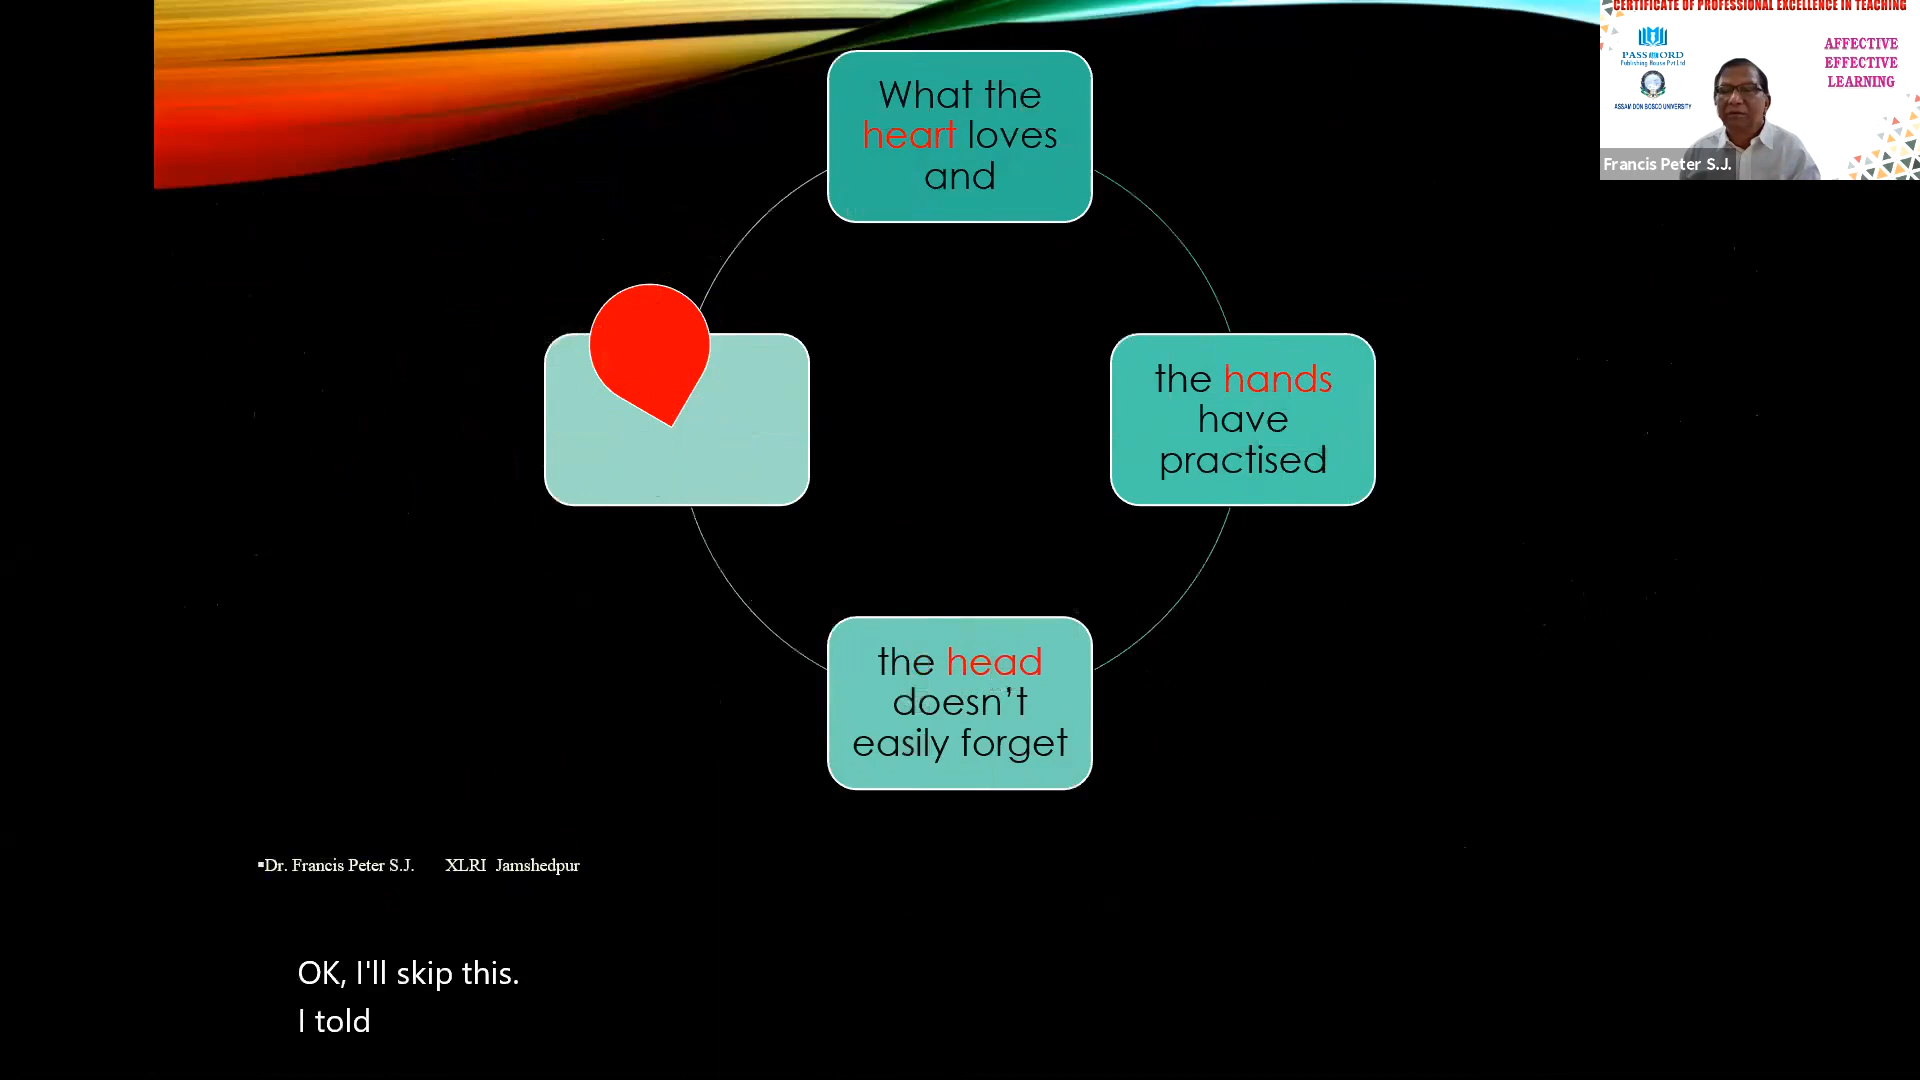 CERTIFICATE OF PROFESSIONAL EXCELLENCE IN TEACHING
PASSWORD
Publishing House Pvt Ltd
ASSAM DON BOSCO UNIVERSITY
AFFECTIVE
EFFECTIVE
LEARNING
Francis Peter S.J.
What the
heart loves
and
the hands
have
practised
the head
doesn’t
easily forget
▪Dr. Francis Peter S.J. XLRI Jamshedpur
OK, I'll skip this.
I told